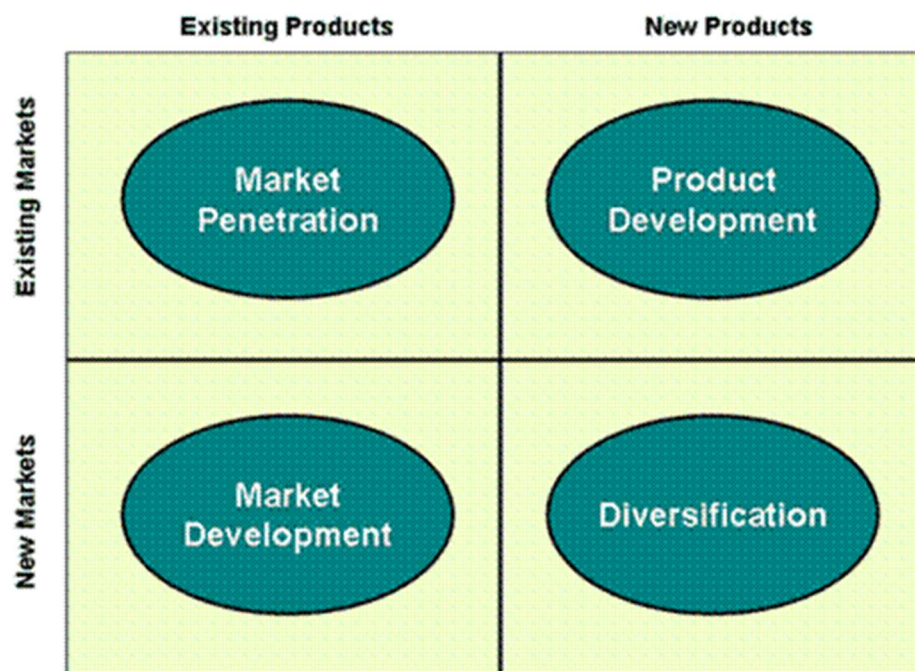 Existing Products
New Products
Existing Markets
Market
Penetration
Product
Development
New Markets
Market
Development
Diversification